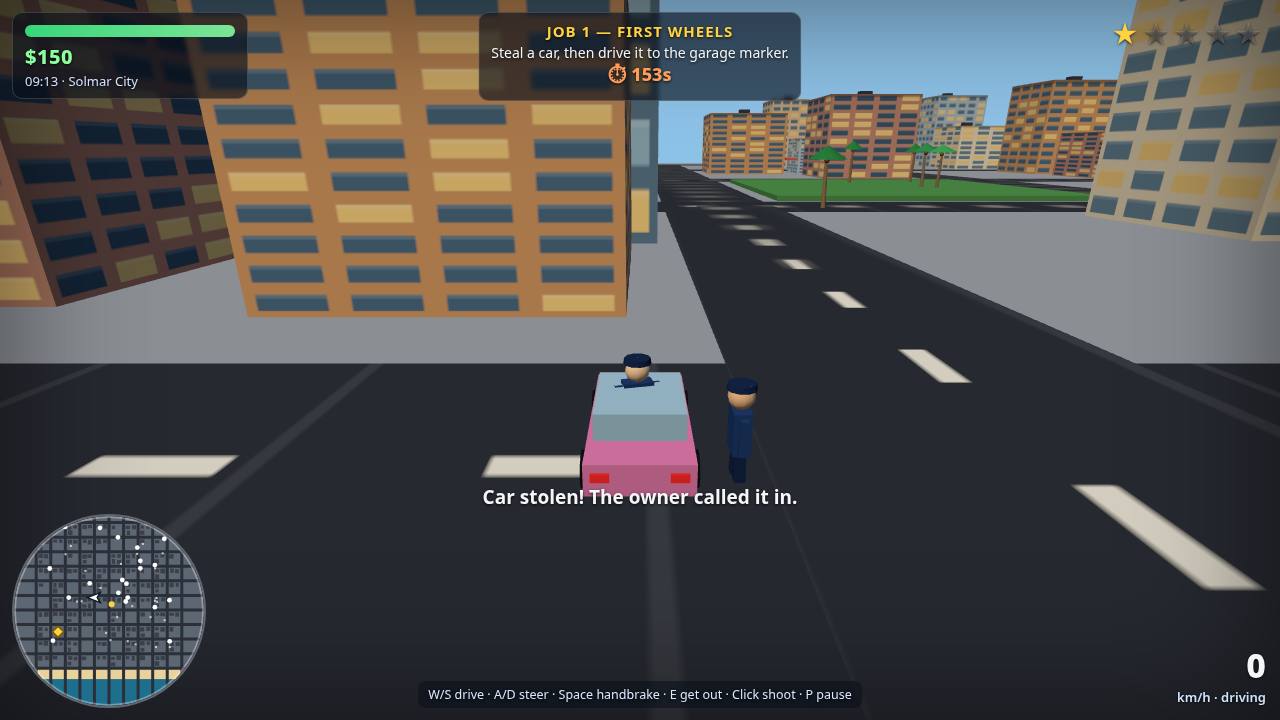 $150
09:13 · Solmar City
JOB 1 — FIRST WHEELS
Steal a car, then drive it to the garage marker.
⏱ 153s
Car stolen! The owner called it in.
W/S drive · A/D steer · Space handbrake · E get out · Click shoot · P pause
0
km/h · driving